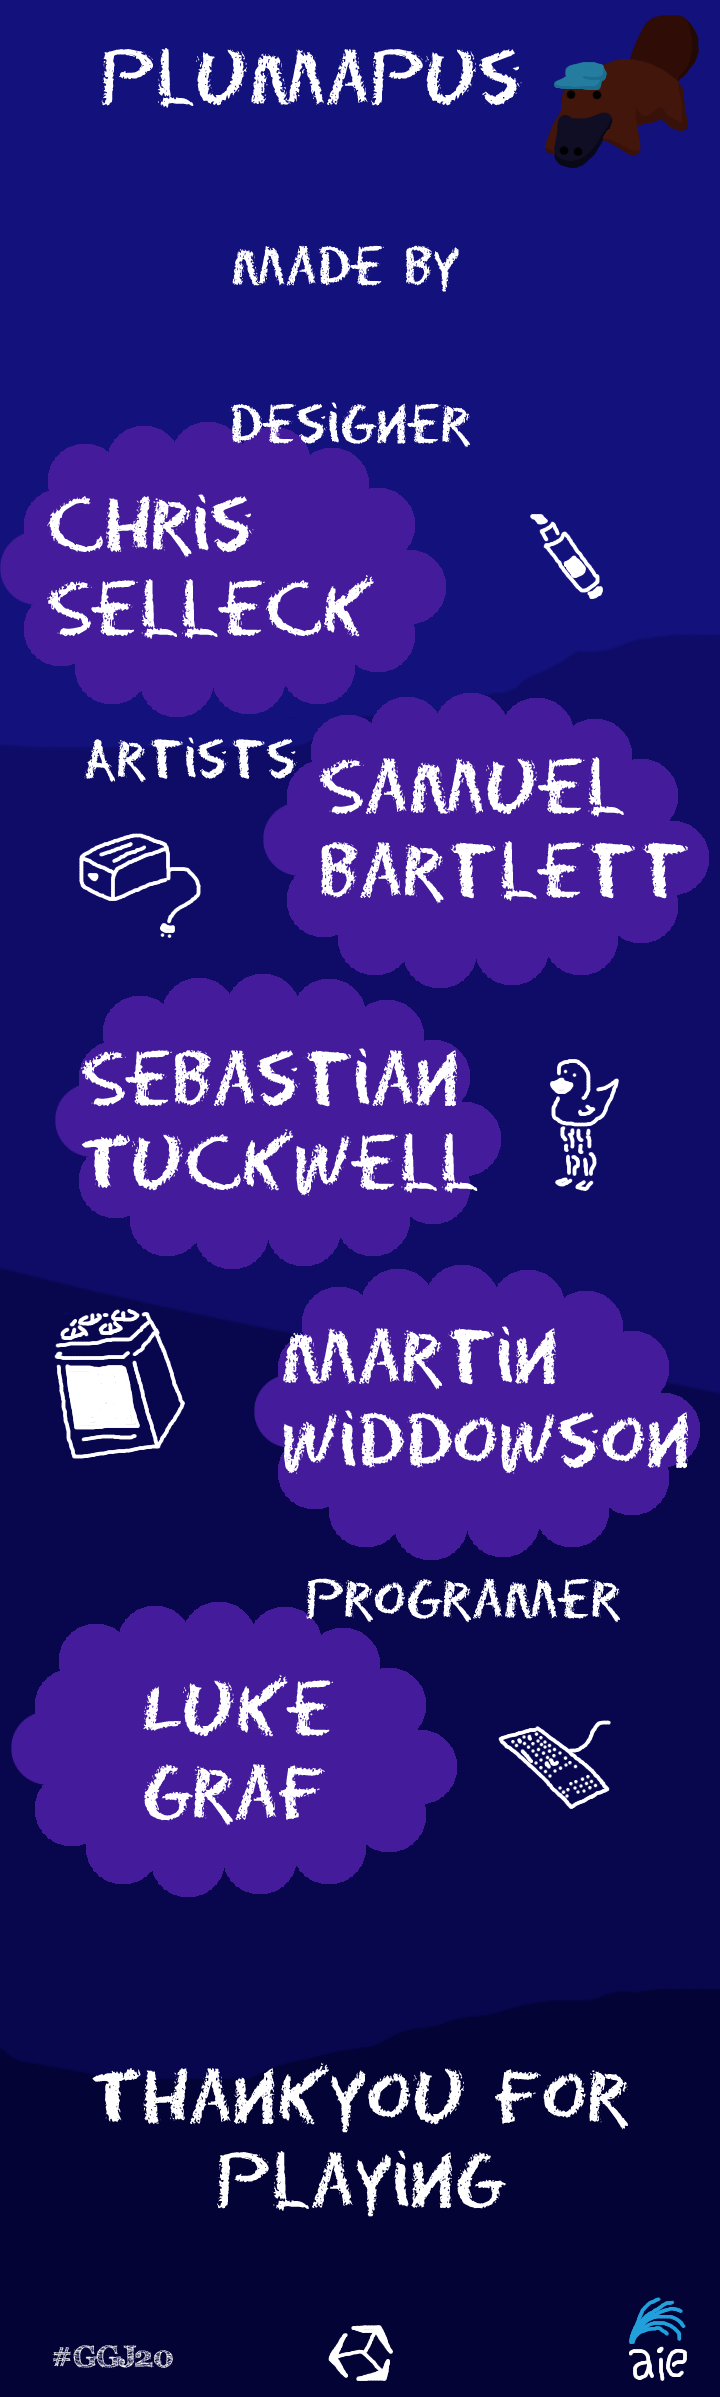 PLUMAPUS
MADE BY
DESIGNER
CHRIS
SELLECK
ARTISTS
SAMUEL
BARTLETT
SEBASTIAN
TUCKWELL
MARTIN
WIDDOWSON
PROGRAMER
LUKE
GRAF
THANKYOU FOR
PLAYING
#GGJ20
aie